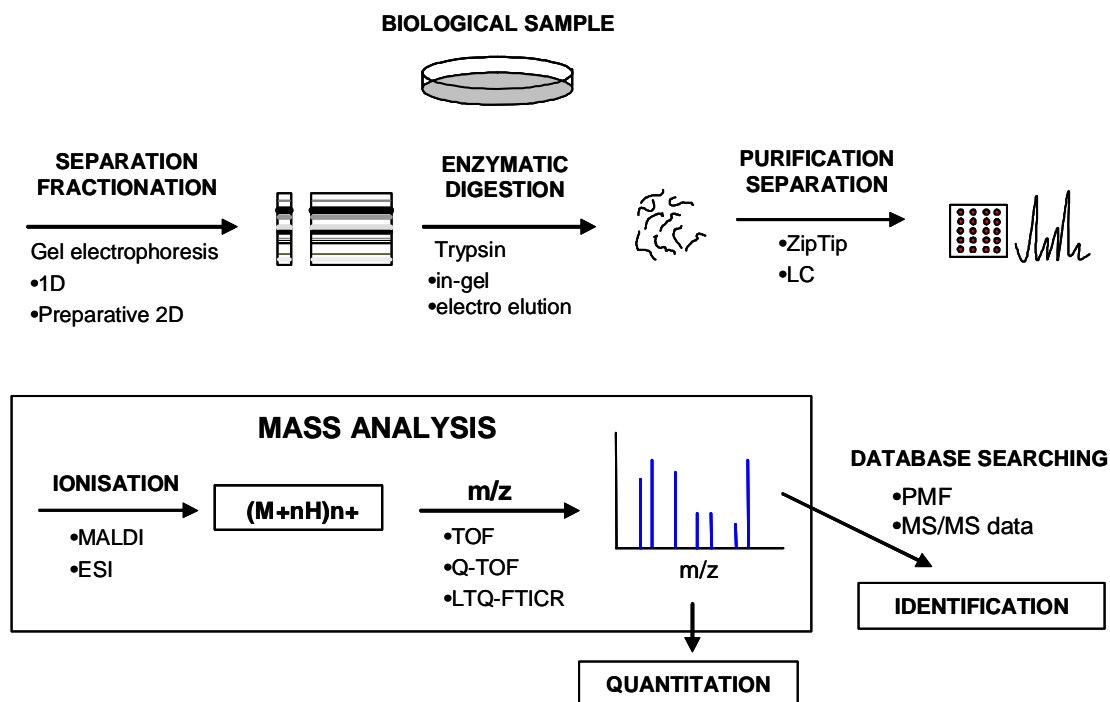 BIOLOGICAL SAMPLE
SEPARATION
FRACTIONATION
Gel electrophoresis
•1D
•Preparative 2D
ENZYMATIC
DIGESTION
Trypsin
•in-gel
•electro elution
PURIFICATION
SEPARATION
•ZipTip
•LC
MASS ANALYSIS
IONISATION
•MALDI
•ESI
(M+nH)n+
m/z
•TOF
•Q-TOF
•LTQ-FTICR
m/z
DATABASE SEARCHING
•PMF
•MS/MS data
IDENTIFICATION
QUANTITATION